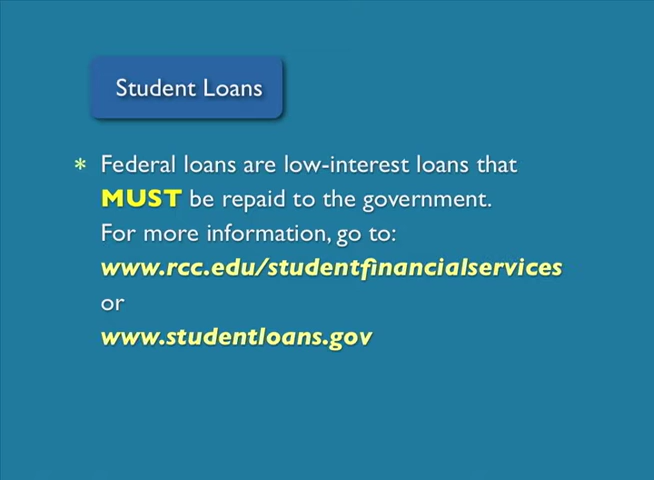 Student Loans
* Federal loans are low-interest loans that
MUST be repaid to the government.
For more information, go to:
www.rcc.edu/studentfinancialservices
or
www.studentloans.gov